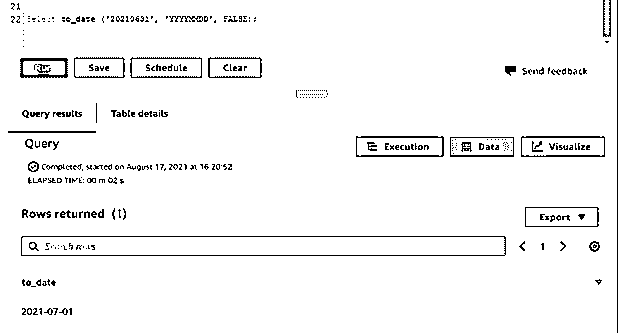 21
22 Select to_date ('20210631', 'YYYYMMDD', FALSE);
Run Save Schedule Clear
Send feedback
Query results Table details
Query
Execution Data Visualize
Completed, started on August 17, 2021 at 16:20:52
ELAPSED TIME: 00 m 02 s
Rows returned (1)
Export
Search rows
1
to_date
2021-07-01